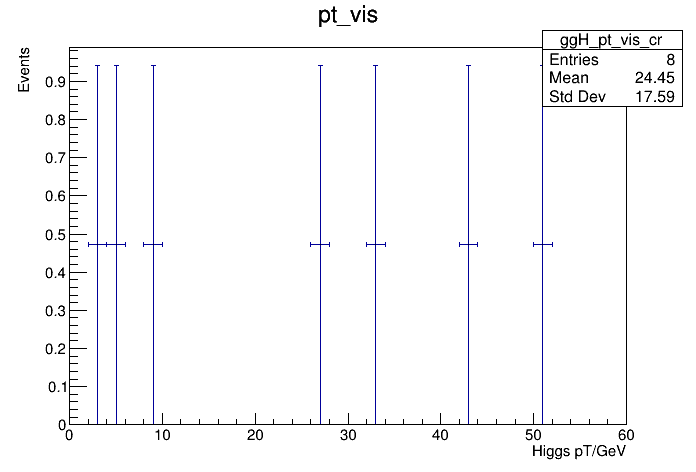 pt_vis
ggH_pt_vis_cr
Entries 8
Mean 24.45
Std Dev 17.59
Events
0.9
0.8
0.7
0.6
0.5
0.4
0.3
0.2
0.1
0
0 10 20 30 40 50 60
Higgs pT/GeV